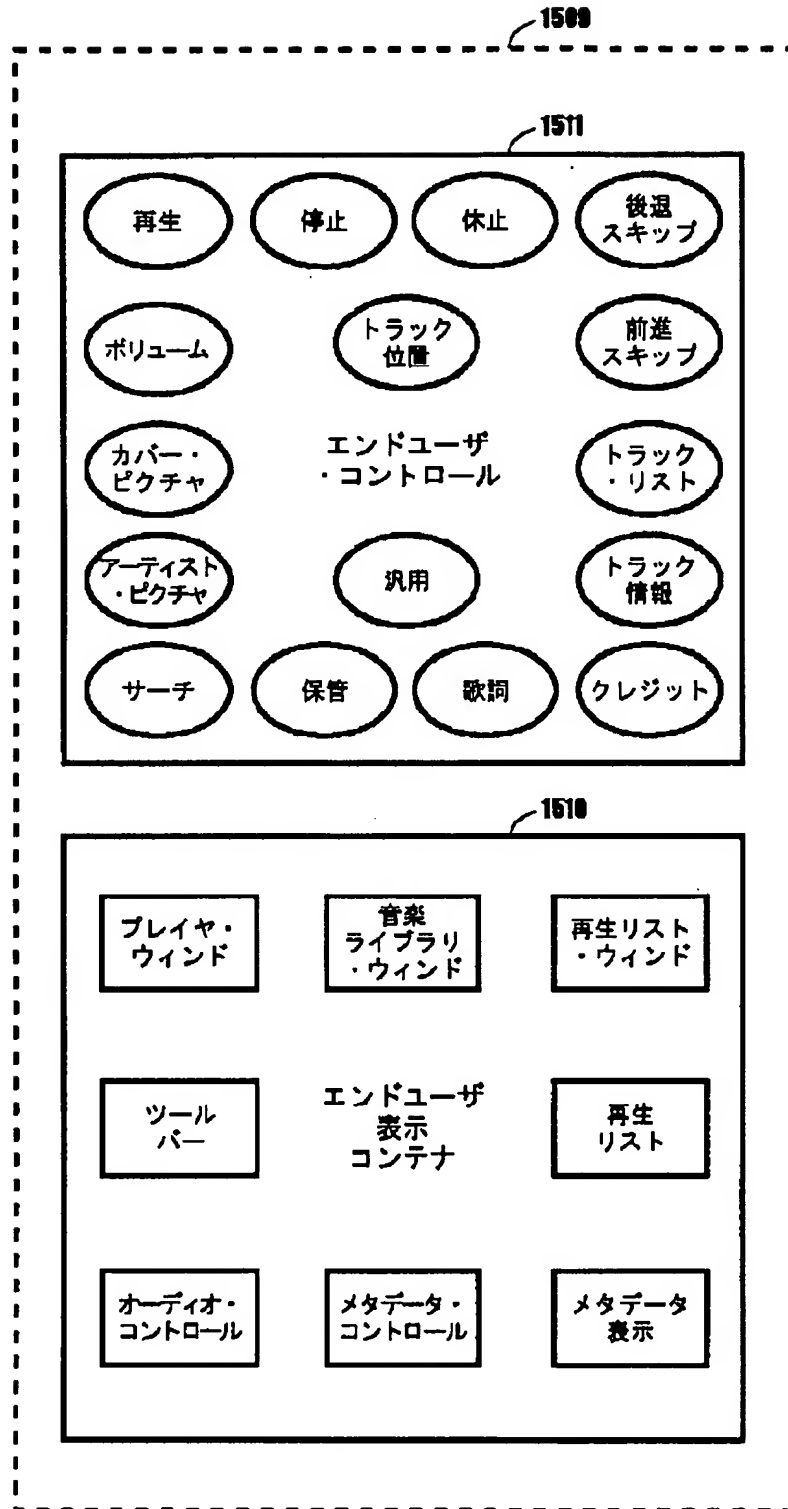 1509
1511
再生
停止
休止
後退
スキップ
ボリューム
トラック
位置
前進
スキップ
カバー・
ピクチャ
エンドユーザ
・コントロール
トラック
・リスト
アーティスト
・ピクチャ
汎用
トラック
情報
サーチ
保管
歌詞
クレジット
1510
プレイヤ・
ウィンド
音楽
ライブラリ
・ウィンド
再生リスト
・ウィンド
ツール
バー
エンドユーザ
表示
コンテナ
再生
リスト
オーディオ・
コントロール
メタデータ・
コントロール
メタデータ
表示